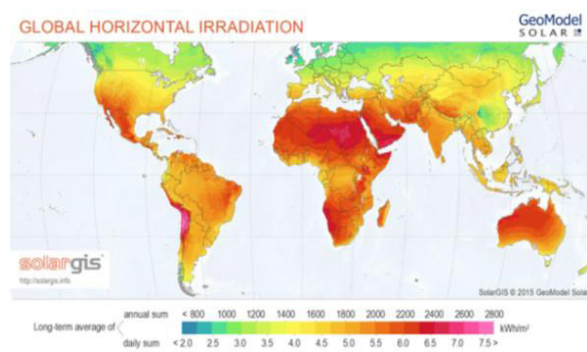 GLOBAL HORIZONTAL IRRADIATION
GeoModel
SOLAR
solargis
http://solargis.info
SolarGIS © 2015 GeoModel Solar
annual sum < 800 1000 1200 1400 1600 1800 2000 2200 2400 2600 2800
Long-term average of kWh/m²
daily sum < 2.0 2.5 3.0 3.5 4.0 4.5 5.0 5.5 6.0 6.5 7.0 7.5 >